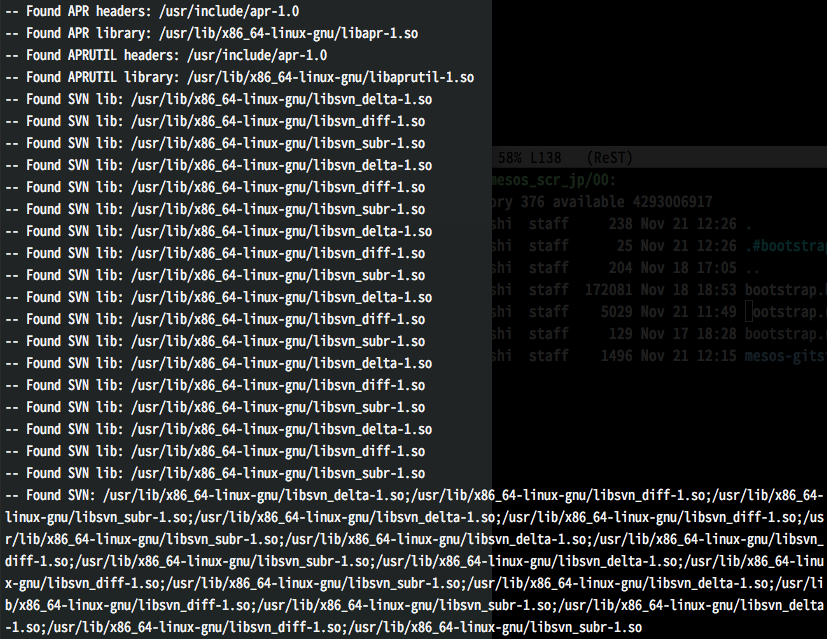 -- Found APR headers: /usr/include/apr-1.0
-- Found APR library: /usr/lib/x86_64-linux-gnu/libapr-1.so
-- Found APRUTIL headers: /usr/include/apr-1.0
-- Found APRUTIL library: /usr/lib/x86_64-linux-gnu/libaprutil-1.so
-- Found SVN lib: /usr/lib/x86_64-linux-gnu/libsvn_delta-1.so
-- Found SVN lib: /usr/lib/x86_64-linux-gnu/libsvn_diff-1.so
-- Found SVN lib: /usr/lib/x86_64-linux-gnu/libsvn_subr-1.so
-- Found SVN lib: /usr/lib/x86_64-linux-gnu/libsvn_delta-1.so
-- Found SVN lib: /usr/lib/x86_64-linux-gnu/libsvn_diff-1.so
-- Found SVN lib: /usr/lib/x86_64-linux-gnu/libsvn_subr-1.so
-- Found SVN lib: /usr/lib/x86_64-linux-gnu/libsvn_delta-1.so
-- Found SVN lib: /usr/lib/x86_64-linux-gnu/libsvn_diff-1.so
-- Found SVN lib: /usr/lib/x86_64-linux-gnu/libsvn_subr-1.so
-- Found SVN lib: /usr/lib/x86_64-linux-gnu/libsvn_delta-1.so
-- Found SVN lib: /usr/lib/x86_64-linux-gnu/libsvn_diff-1.so
-- Found SVN lib: /usr/lib/x86_64-linux-gnu/libsvn_subr-1.so
-- Found SVN lib: /usr/lib/x86_64-linux-gnu/libsvn_delta-1.so
-- Found SVN lib: /usr/lib/x86_64-linux-gnu/libsvn_diff-1.so
-- Found SVN lib: /usr/lib/x86_64-linux-gnu/libsvn_subr-1.so
-- Found SVN lib: /usr/lib/x86_64-linux-gnu/libsvn_delta-1.so
-- Found SVN lib: /usr/lib/x86_64-linux-gnu/libsvn_diff-1.so
-- Found SVN lib: /usr/lib/x86_64-linux-gnu/libsvn_subr-1.so
-- Found SVN: /usr/lib/x86_64-linux-gnu/libsvn_delta-1.so;/usr/lib/x86_64-linux-gnu/libsvn_diff-1.so;/usr/lib/x86_64-
linux-gnu/libsvn_subr-1.so;/usr/lib/x86_64-linux-gnu/libsvn_delta-1.so;/usr/lib/x86_64-linux-gnu/libsvn_diff-1.so;/us
r/lib/x86_64-linux-gnu/libsvn_subr-1.so;/usr/lib/x86_64-linux-gnu/libsvn_delta-1.so;/usr/lib/x86_64-linux-gnu/libsvn_
diff-1.so;/usr/lib/x86_64-linux-gnu/libsvn_subr-1.so;/usr/lib/x86_64-linux-gnu/libsvn_delta-1.so;/usr/lib/x86_64-linu
x-gnu/libsvn_diff-1.so;/usr/lib/x86_64-linux-gnu/libsvn_subr-1.so;/usr/lib/x86_64-linux-gnu/libsvn_delta-1.so;/usr/li
b/x86_64-linux-gnu/libsvn_diff-1.so;/usr/lib/x86_64-linux-gnu/libsvn_subr-1.so;/usr/lib/x86_64-linux-gnu/libsvn_delta
-1.so;/usr/lib/x86_64-linux-gnu/libsvn_diff-1.so;/usr/lib/x86_64-linux-gnu/libsvn_subr-1.so
58% L138 (ReST)
mesos_scr_jp/00:
ory 376 available 4293006917
shi staff 238 Nov 21 12:26 .
shi staff 25 Nov 21 12:26 .#bootstrap
shi staff 204 Nov 18 17:05 ..
shi staff 172081 Nov 18 18:53 bootstrap.
shi staff 5029 Nov 21 11:49 bootstrap.
shi staff 129 Nov 17 18:28 bootstrap.
shi staff 1496 Nov 21 12:15 mesos-gits